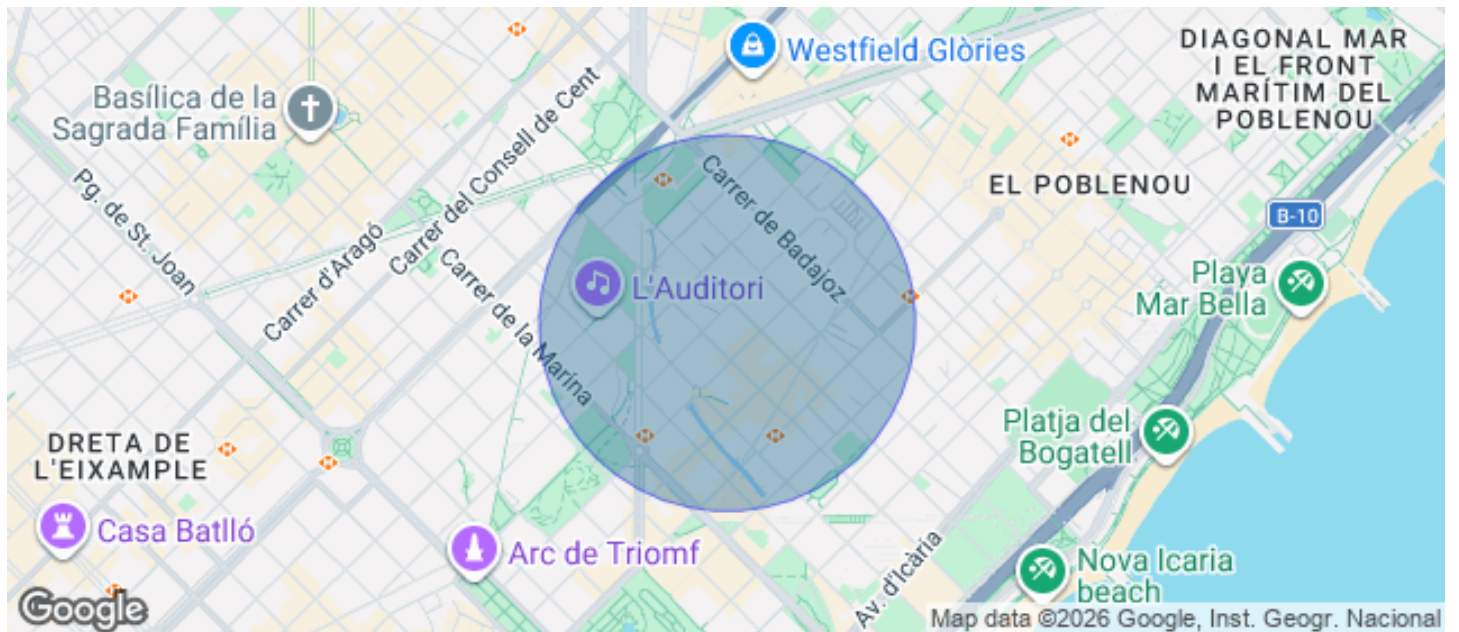 Westfield Glòries
DIAGONAL MAR
I EL FRONT
MARÍTIM DEL
POBLENOU
Basílica de la
Sagrada Família
Carrer del Consell de Cent
Carrer de Badajoz
EL POBLENOU
Pg. de St. Joan
B-10
Carrer d'Aragó
Playa
Mar Bella
L'Auditori
Carrer de la Marina
Platja del
Bogatell
DRETA DE
L'EIXAMPLE
Casa Batlló
Arc de Triomf
Av. d'Icària
Nova Icaria
beach
Google
Map data ©2026 Google, Inst. Geogr. Nacional